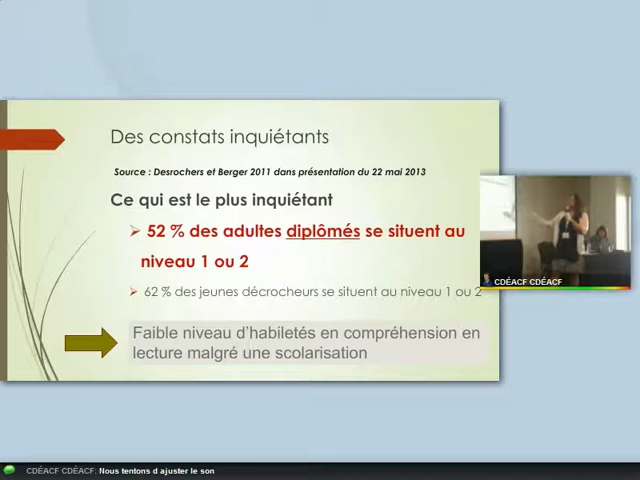 Des constats inquiétants
Source : Desrochers et Berger 2011 dans présentation du 22 mai 2013
Ce qui est le plus inquiétant
52 % des adultes diplômés se situent au
niveau 1 ou 2
62 % des jeunes décrocheurs se situent au niveau 1 ou 2
Faible niveau d'habiletés en compréhension en
lecture malgré une scolarisation
CDÉACF CDÉACF
CDÉACF CDÉACF: Nous tentons d ajuster le son